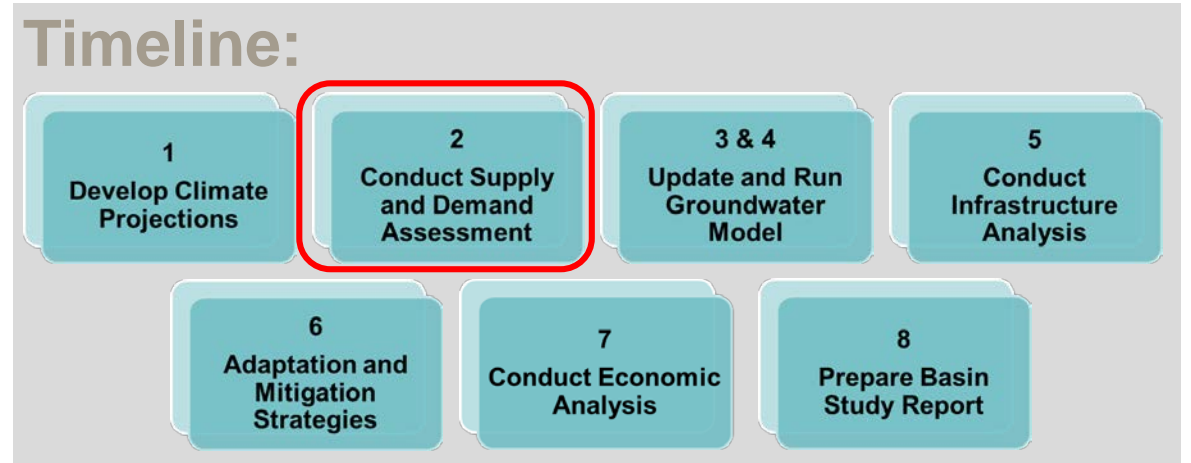 Timeline:
1
Develop Climate
Projections
2
Conduct Supply
and Demand
Assessment
3 & 4
Update and Run
Groundwater
Model
5
Conduct
Infrastructure
Analysis
6
Adaptation and
Mitigation
Strategies
7
Conduct Economic
Analysis
8
Prepare Basin
Study Report